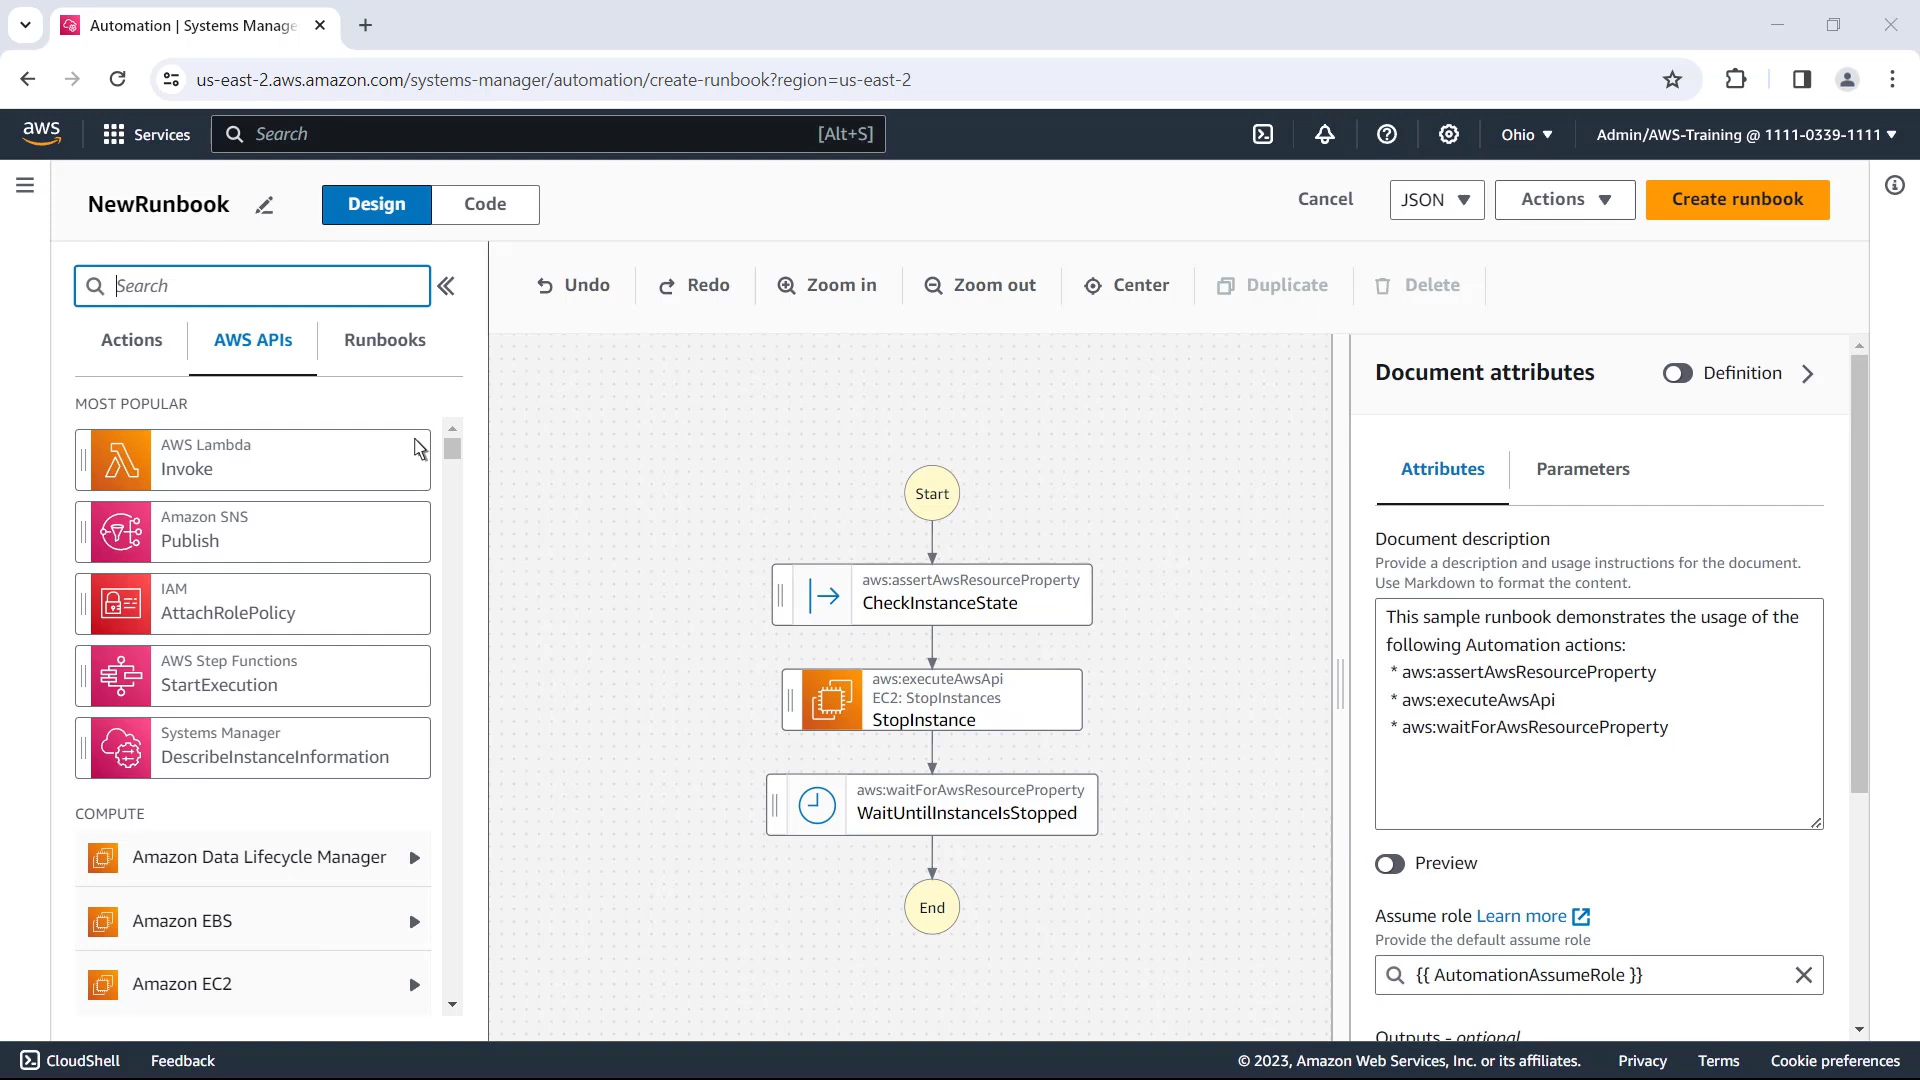 Automation | Systems Manage
us-east-2.aws.amazon.com/systems-manager/automation/create-runbook?region=us-east-2
aws
Services
Search
[Alt+S]
Ohio
Admin/AWS-Training @ 1111-0339-1111
NewRunbook
Design
Code
Cancel
JSON
Actions
Create runbook
Search
Actions
AWS APIs
Runbooks
MOST POPULAR
AWS Lambda
Invoke
Amazon SNS
Publish
IAM
AttachRolePolicy
AWS Step Functions
StartExecution
Systems Manager
DescribeInstanceInformation
COMPUTE
Amazon Data Lifecycle Manager
Amazon EBS
Amazon EC2
Undo
Redo
Zoom in
Zoom out
Center
Duplicate
Delete
Start
aws:assertAwsResourceProperty
CheckInstanceState
aws:executeAwsApi
EC2: StopInstances
StopInstance
aws:waitForAwsResourceProperty
WaitUntilInstanceIsStopped
End
Document attributes
Definition
Attributes
Parameters
Document description
Provide a description and usage instructions for the document.
Use Markdown to format the content.
This sample runbook demonstrates the usage of the
following Automation actions:
* aws:assertAwsResourceProperty
* aws:executeAwsApi
* aws:waitForAwsResourceProperty
Preview
Assume role Learn more
Provide the default assume role
{{ AutomationAssumeRole }}
Outputs - optional
CloudShell
Feedback
© 2023, Amazon Web Services, Inc. or its affiliates.
Privacy
Terms
Cookie preferences